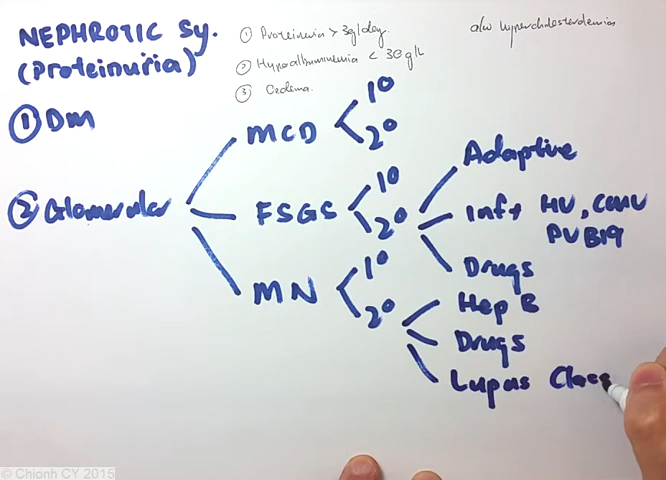 NEPHROTIC Sy.
(Proteinuria)
① Proteinuria > 3g/day.
② Hypoalbuminemia < 30 g/L
③ Oedema.
a/w hypercholesterolemia
① Dm
② Glomerular
MCD
1°
2°
FSGS
1°
2°
Adaptive
Inf+ HIV, CMV
PVB19
Drugs
MN
1°
2°
Hep B
Drugs
Lupus Class
© Chionh CY 2015